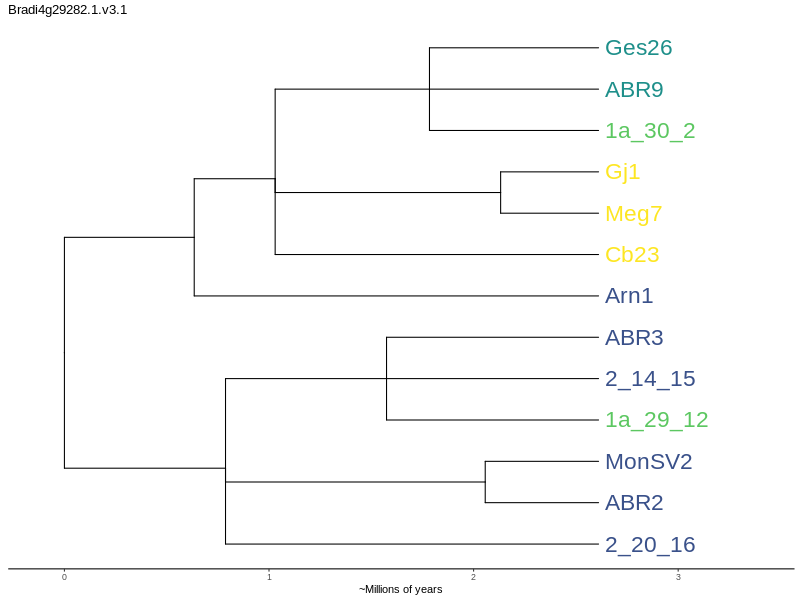 Bradi4g29282.1.v3.1
Ges26
ABR9
1a_30_2
Gj1
Meg7
Cb23
Arn1
ABR3
2_14_15
1a_29_12
MonSV2
ABR2
2_20_16
0 1 2 3
~Millions of years